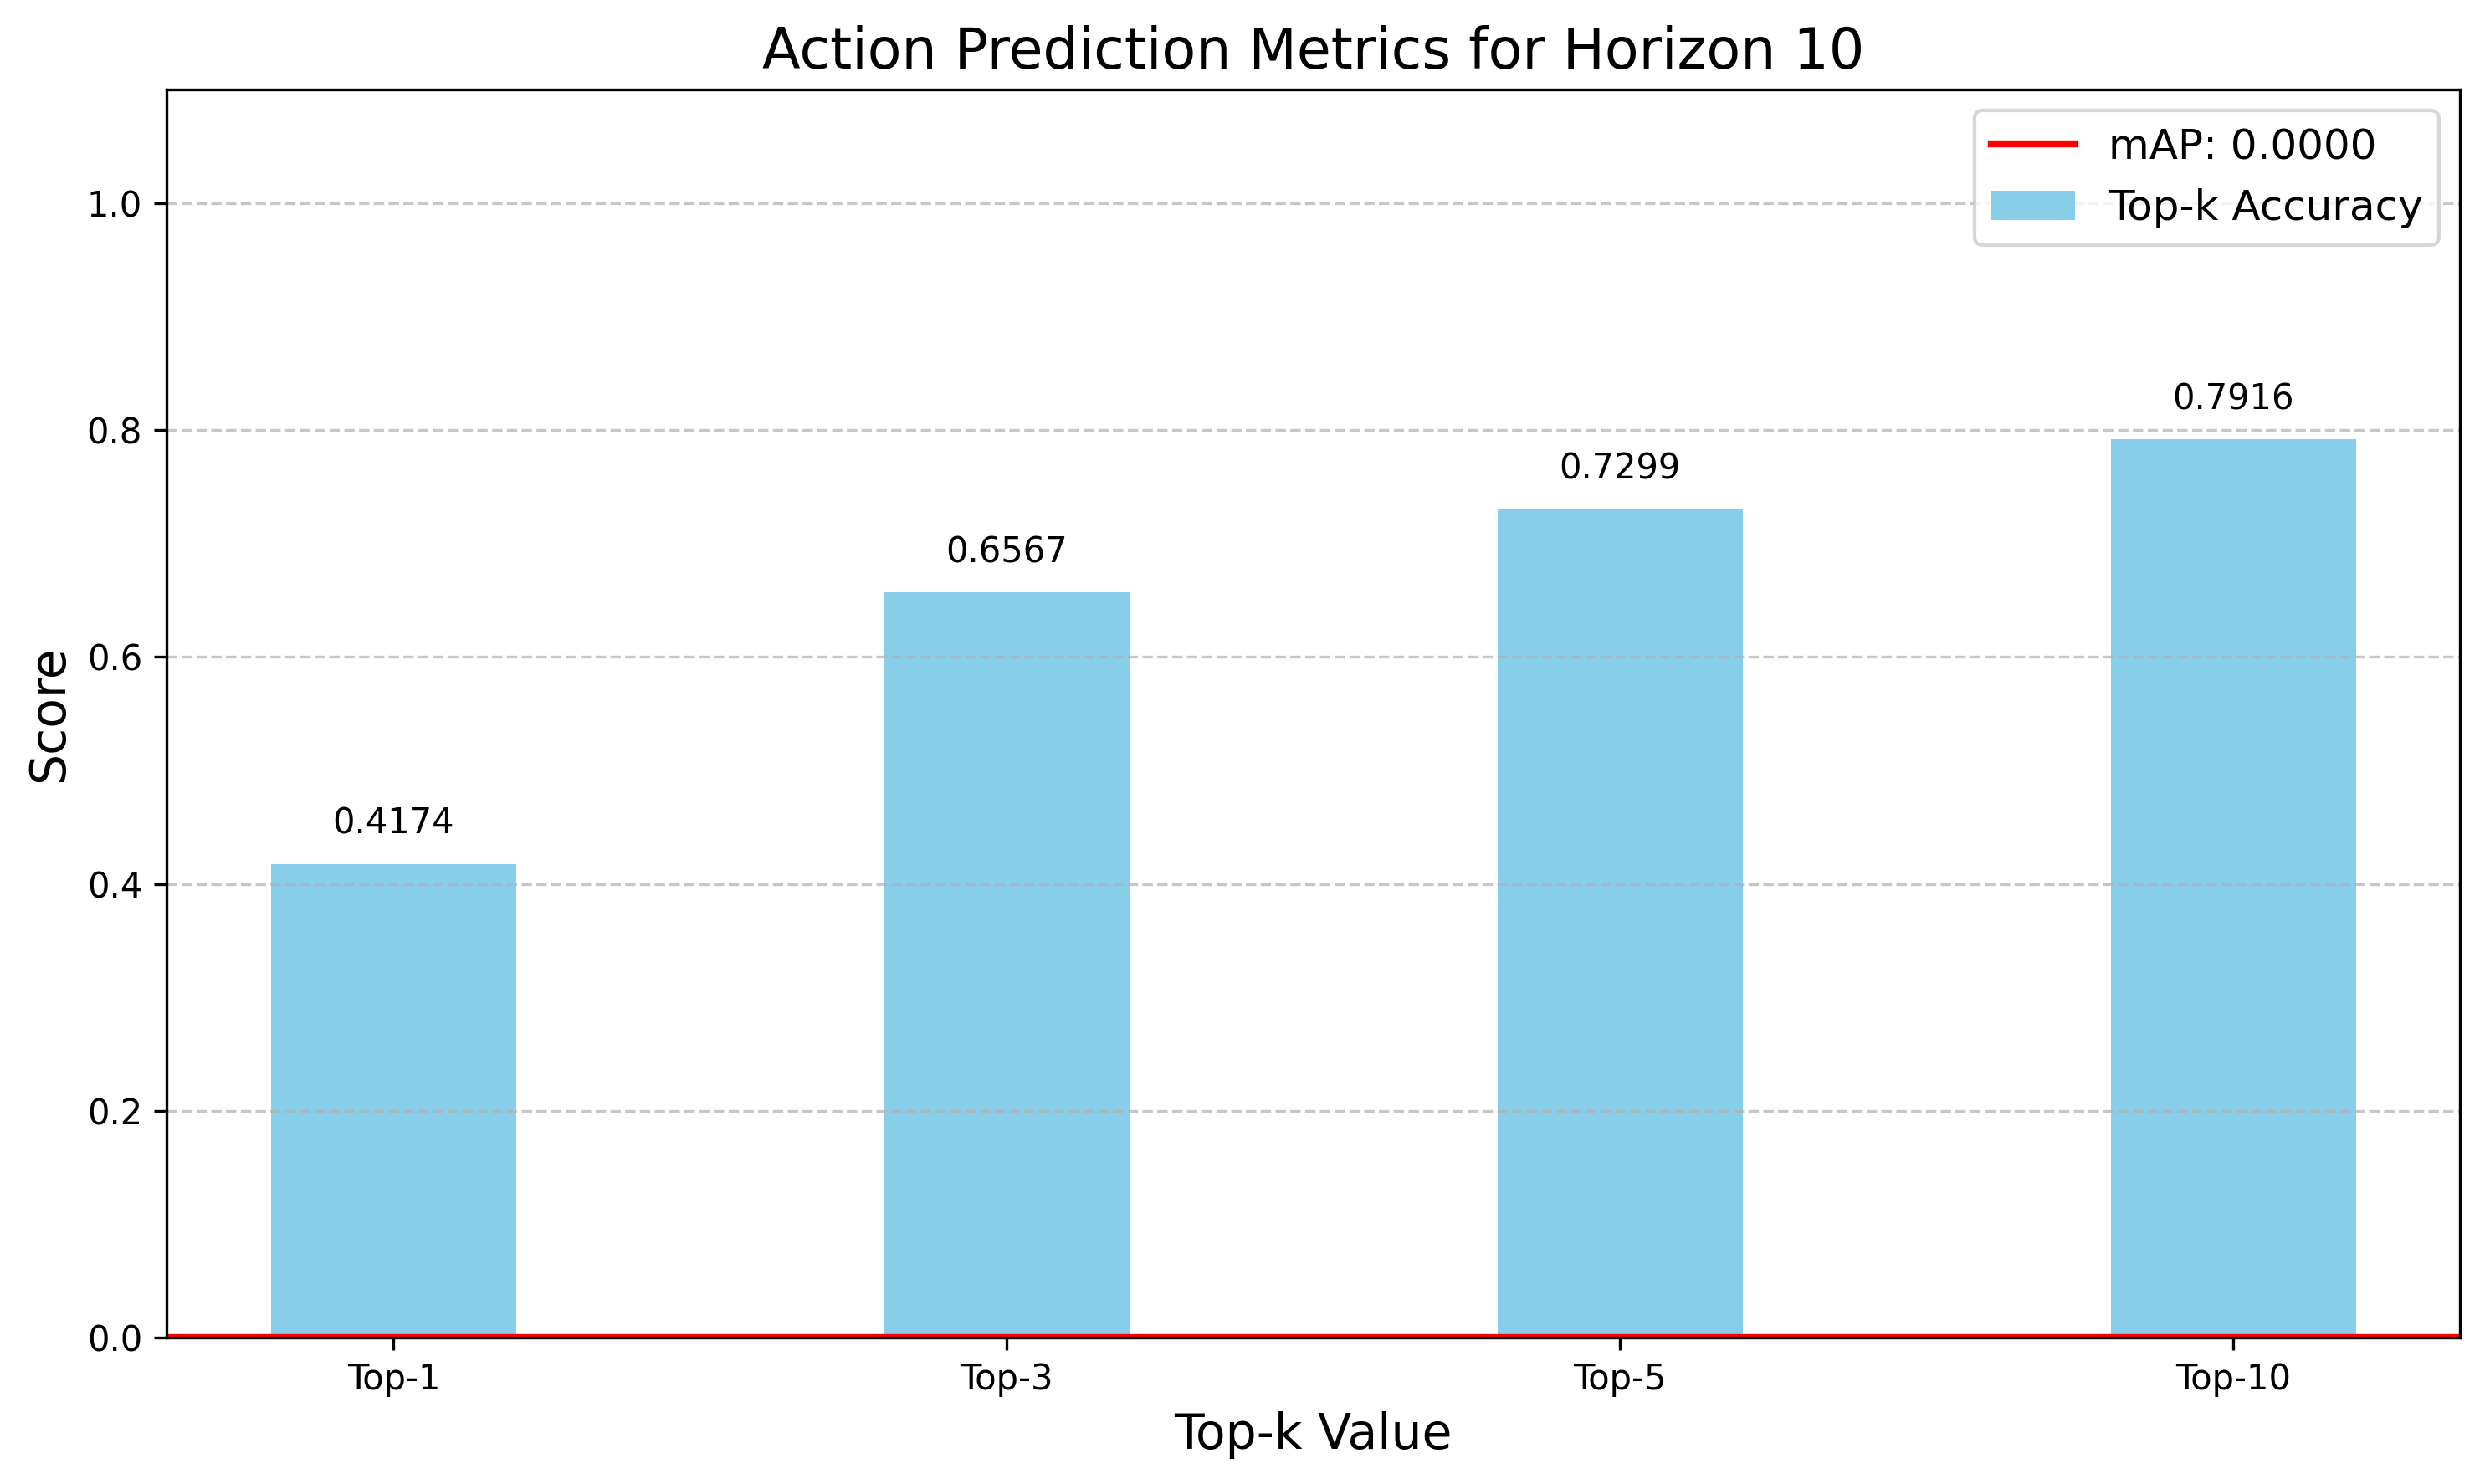 Action Prediction Metrics for Horizon 10
mAP: 0.0000
Top-k Accuracy
1.0
0.8
0.6
0.4
0.2
0.0
Score
0.4174
0.6567
0.7299
0.7916
Top-1
Top-3
Top-5
Top-10
Top-k Value